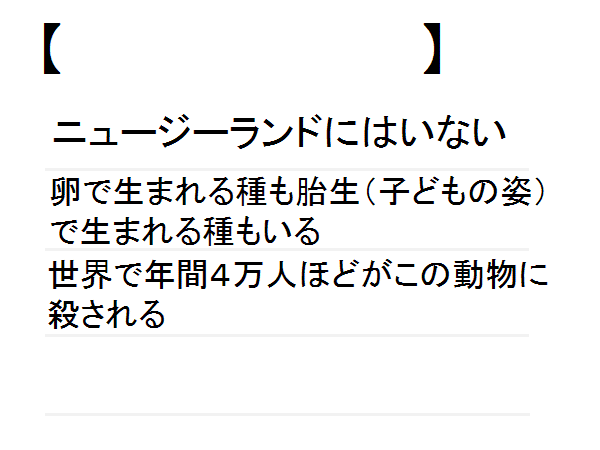 【 】
ニュージーランドにはいない
卵で生まれる種も胎生（子どもの姿）
で生まれる種もいる
世界で年間４万人ほどがこの動物に
殺される